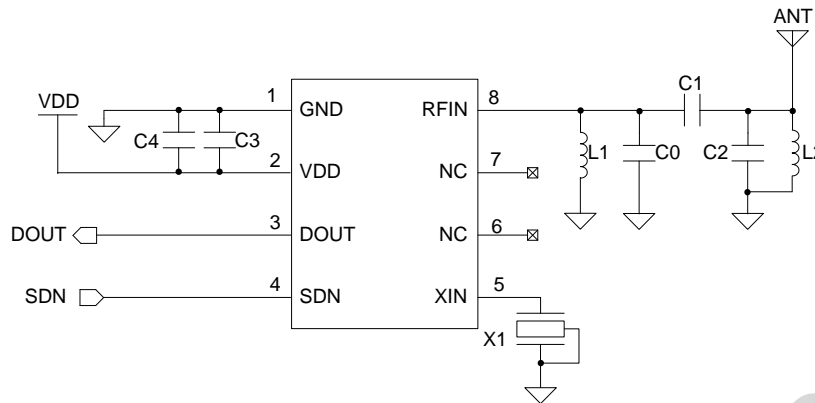 ANT
C1
VDD
1
GND
RFIN
8
C4
C3
L1
C0
C2
L2
2
VDD
NC
7
DOUT
3
DOUT
NC
6
SDN
4
SDN
XIN
5
X1